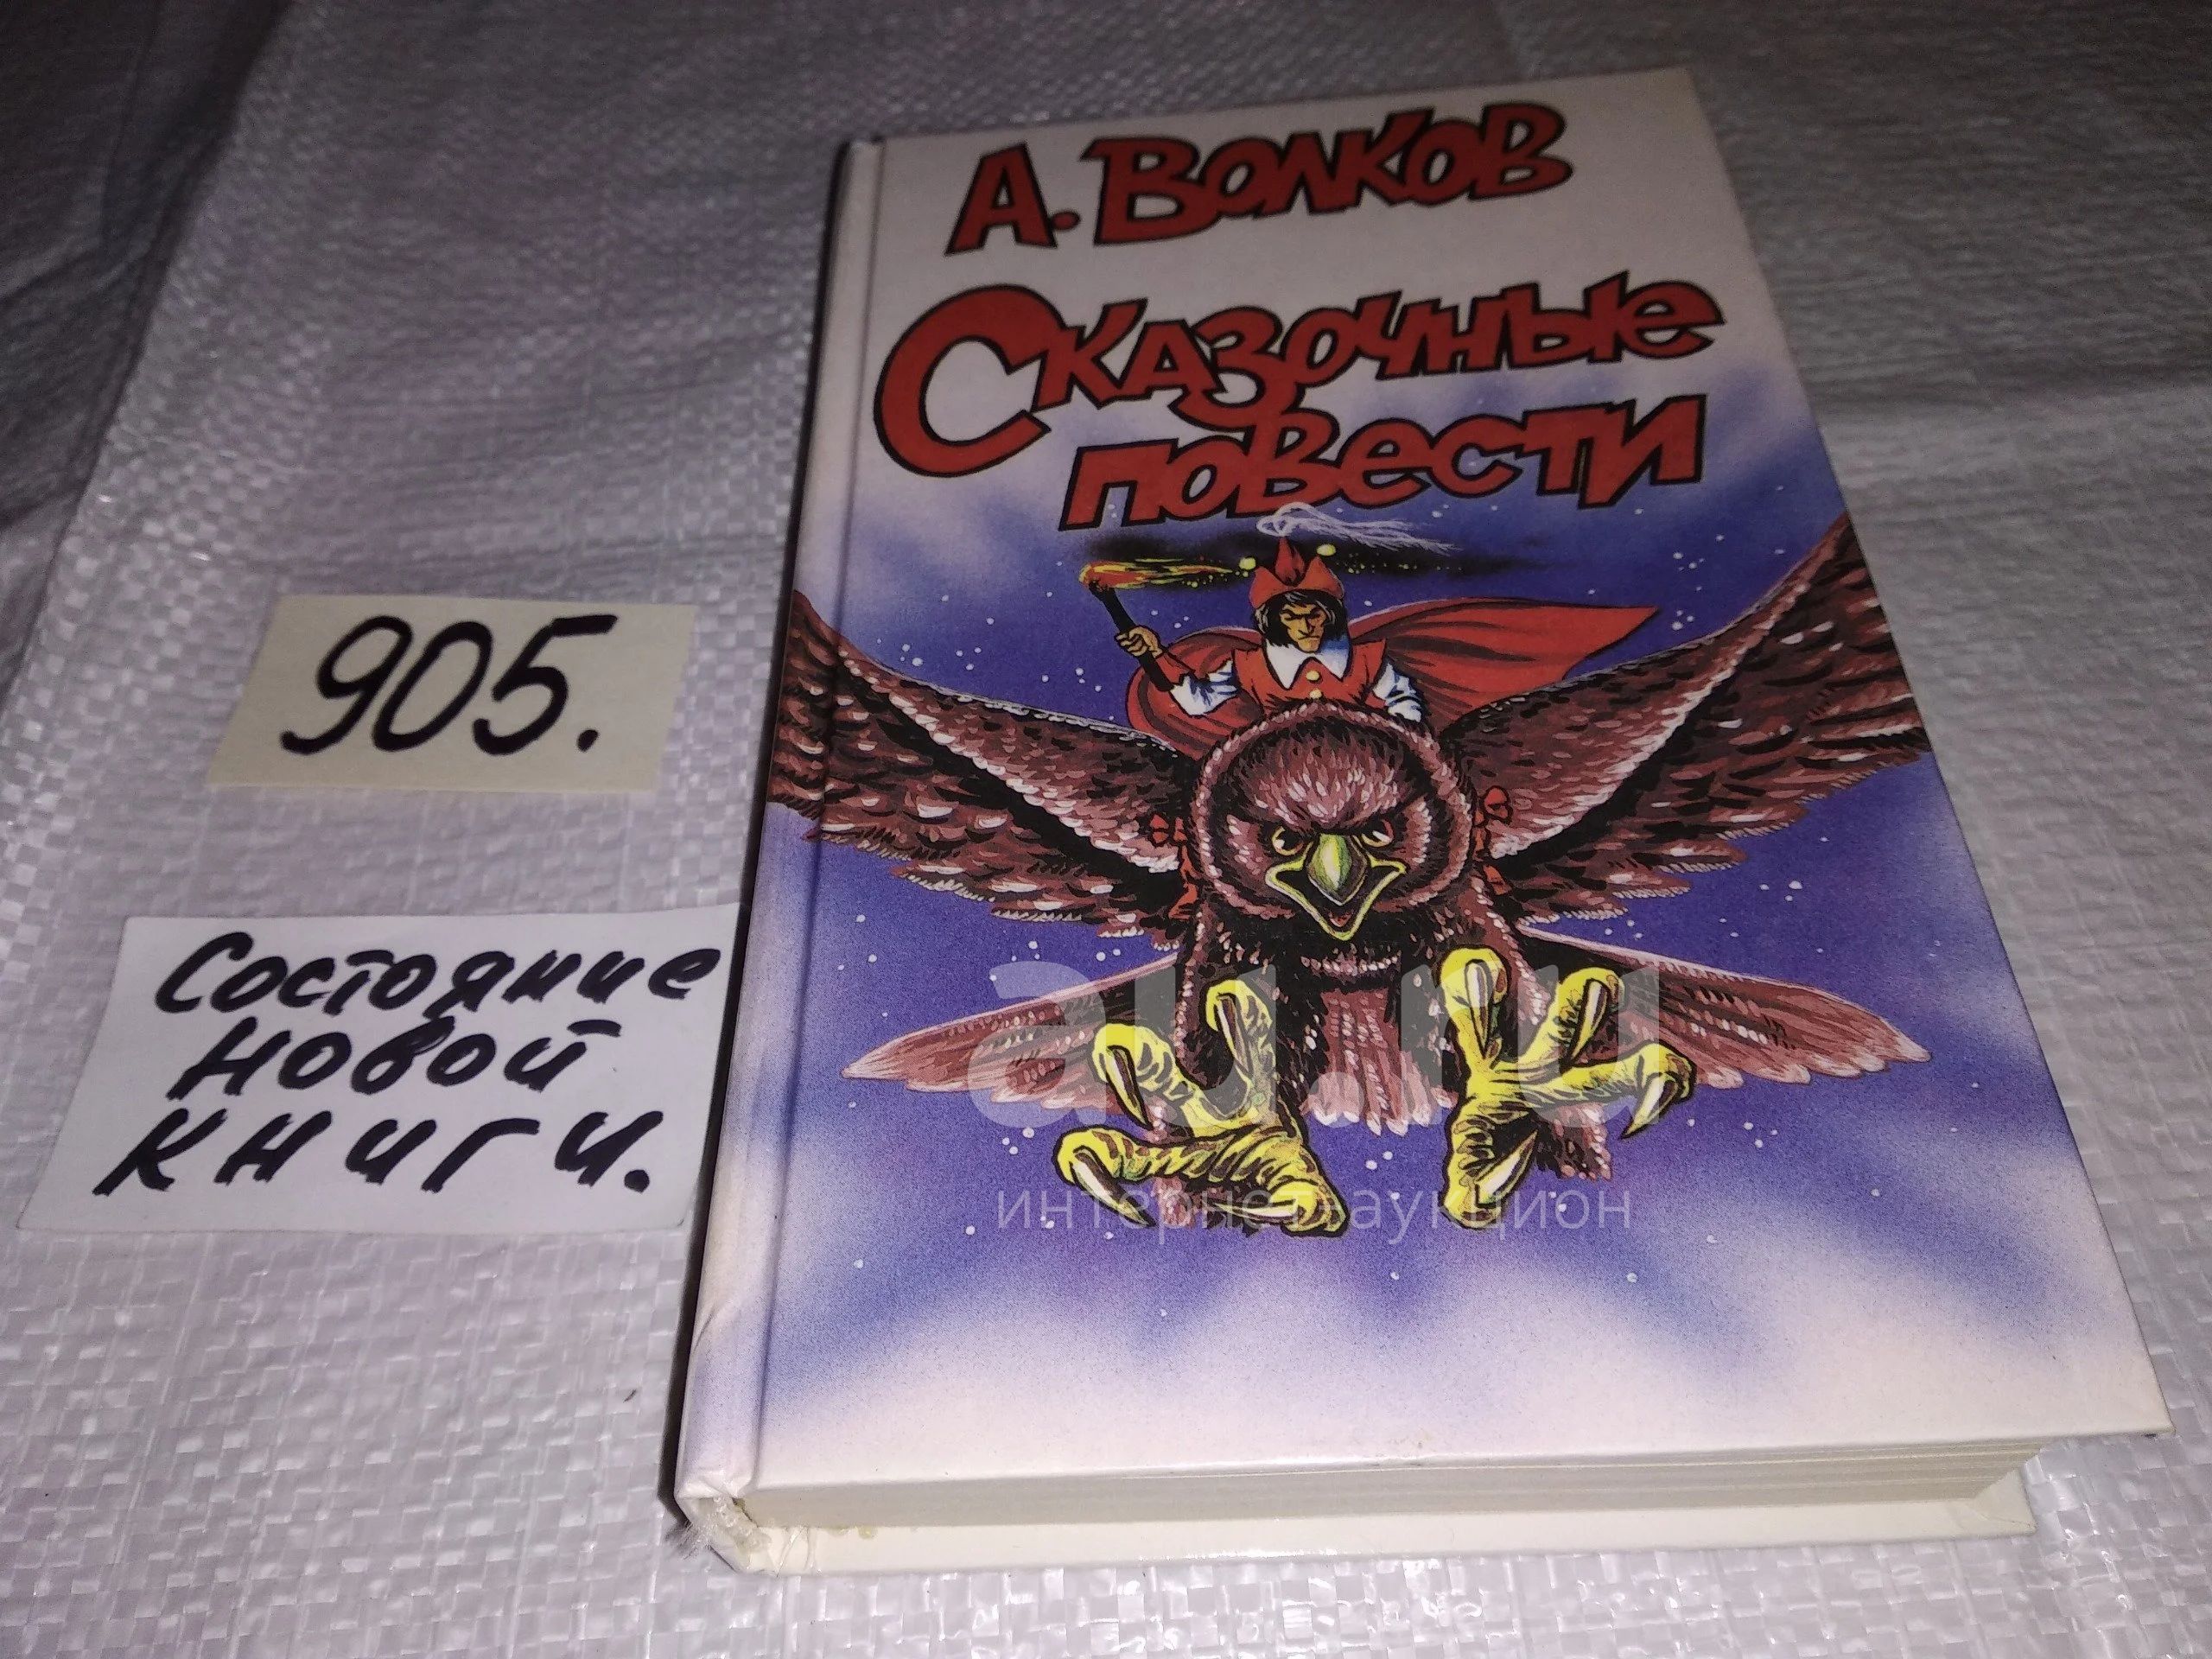 А. Волков
Сказочные
повести
905.
Состояние
новой
книги.
au.ru
интернет аукцион